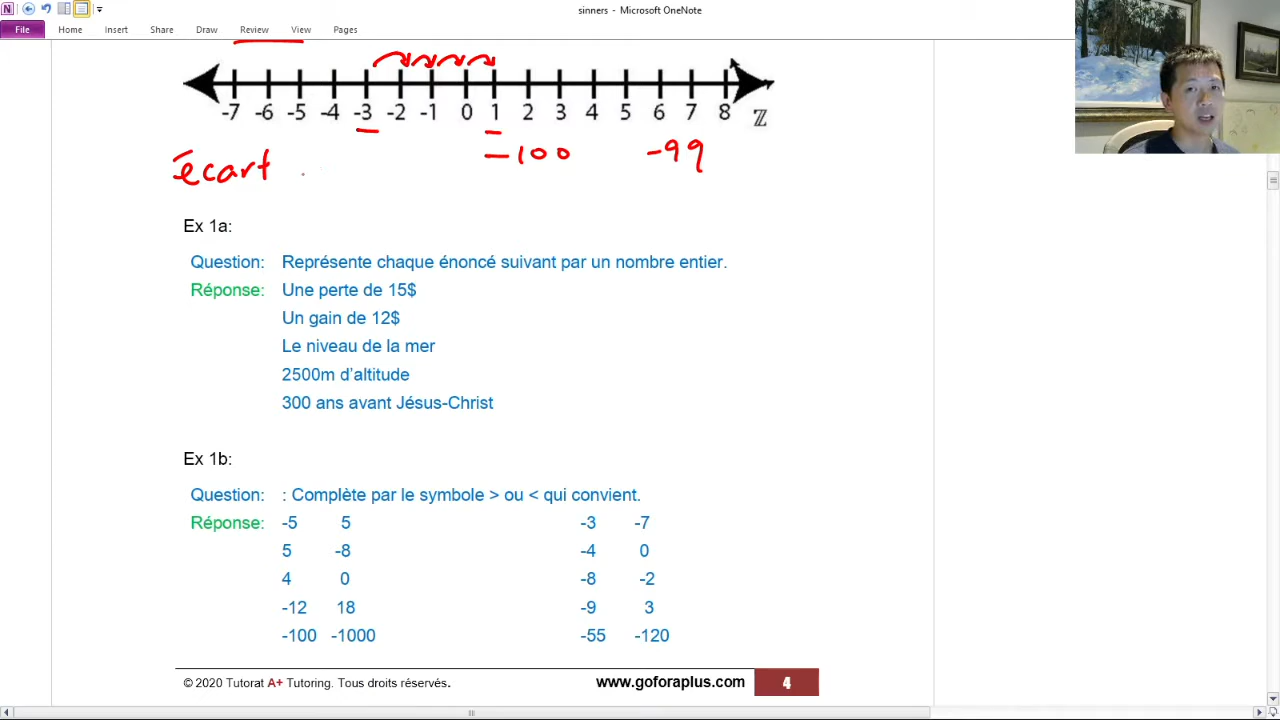 sinners - Microsoft OneNote
File Home Insert Share Draw Review View Pages
-7 -6 -5 -4 -3 -2 -1 0 1 2 3 4 5 6 7 8 ℤ
-100 -99
écart
Ex 1a:
Question: Représente chaque énoncé suivant par un nombre entier.
Réponse: Une perte de 15$
Un gain de 12$
Le niveau de la mer
2500m d’altitude
300 ans avant Jésus-Christ
Ex 1b:
Question: : Complète par le symbole > ou < qui convient.
Réponse: -5 5 -3 -7
5 -8 -4 0
4 0 -8 -2
-12 18 -9 3
-100 -1000 -55 -120
© 2020 Tutorat A+ Tutoring. Tous droits réservés. www.goforaplus.com 4